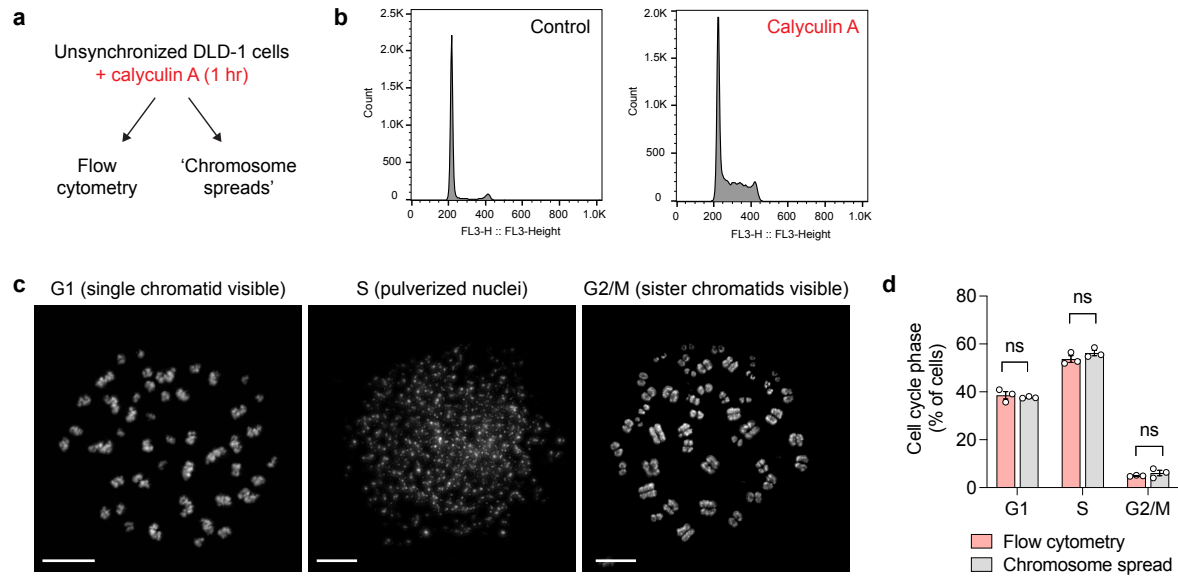 a
Unsynchronized DLD-1 cells
+ calyculin A (1 hr)
Flow
cytometry
‘Chromosome
spreads’
b
Control
2.5K
2.0K
1.5K
1.0K
500
0
Count
0 200 400 600 800 1.0K
FL3-H :: FL3-Height
Calyculin A
2.0K
1.5K
1.0K
500
0
Count
0 200 400 600 800 1.0K
FL3-H :: FL3-Height
c
G1 (single chromatid visible)
S (pulverized nuclei)
G2/M (sister chromatids visible)
d
Cell cycle phase
(% of cells)
80
60
40
20
0
ns
ns
ns
G1 S G2/M
Flow cytometry
Chromosome spread